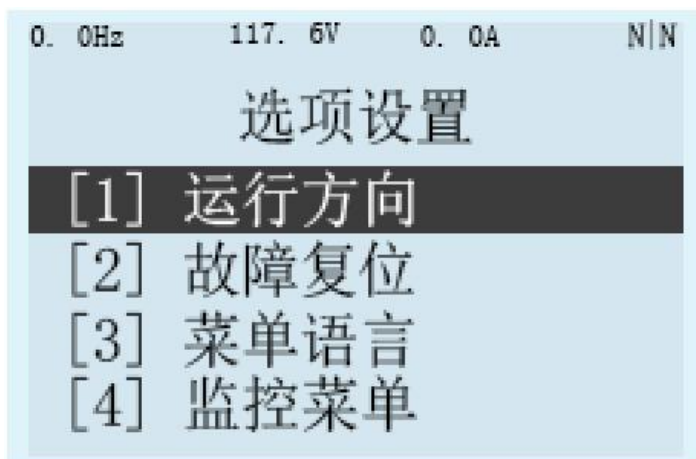 0. 0Hz 117. 6V 0. 0A N|N
选项设置
[1] 运行方向
[2] 故障复位
[3] 菜单语言
[4] 监控菜单